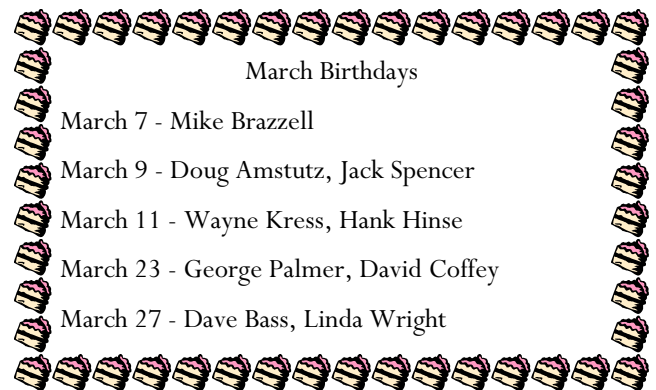 March Birthdays
March 7 - Mike Brazzell
March 9 - Doug Amstutz, Jack Spencer
March 11 - Wayne Kress, Hank Hinse
March 23 - George Palmer, David Coffey
March 27 - Dave Bass, Linda Wright